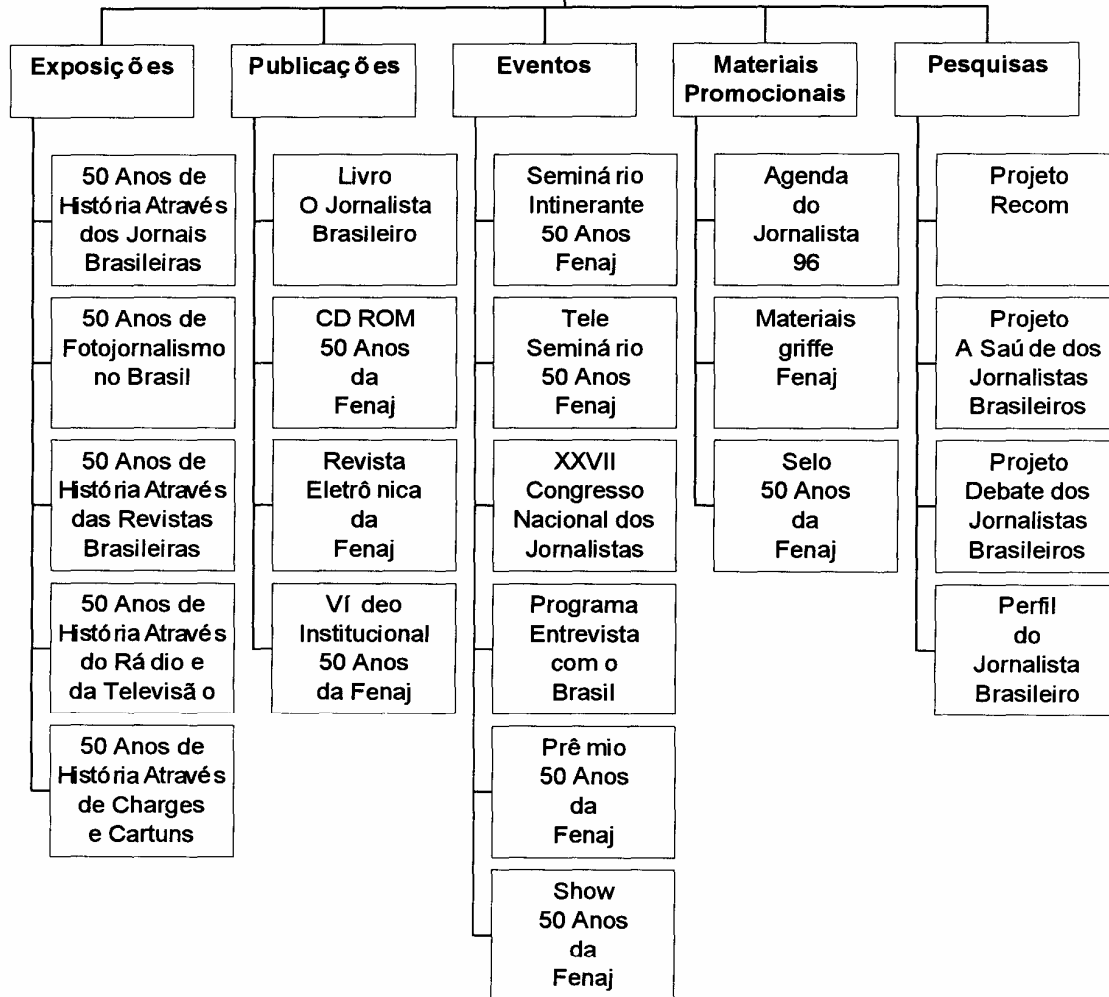 Exposições
Publicações
Eventos
Materiais
Promocionais
Pesquisas
50 Anos de
História Através
dos Jornais
Brasileiras
50 Anos de
Fotojornalismo
no Brasil
50 Anos de
História Através
das Revistas
Brasileiras
50 Anos de
História Através
do Rádio e
da Televisão
50 Anos de
História Através
de Charges
e Cartuns
Livro
O Jornalista
Brasileiro
CD ROM
50 Anos
da
Fenaj
Revista
Eletrônica
da
Fenaj
Vídeo
Institucional
50 Anos
da Fenaj
Seminário
Intinerante
50 Anos
Fenaj
Tele
Seminário
50 Anos
Fenaj
XXVII
Congresso
Nacional dos
Jornalistas
Programa
Entrevista
com o
Brasil
Prêmio
50 Anos
da
Fenaj
Show
50 Anos
da
Fenaj
Agenda
do
Jornalista
96
Materiais
griffe
Fenaj
Selo
50 Anos
da
Fenaj
Projeto
Recom
Projeto
A Saúde dos
Jornalistas
Brasileiros
Projeto
Debate dos
Jornalistas
Brasileiros
Perfil
do
Jornalista
Brasileiro